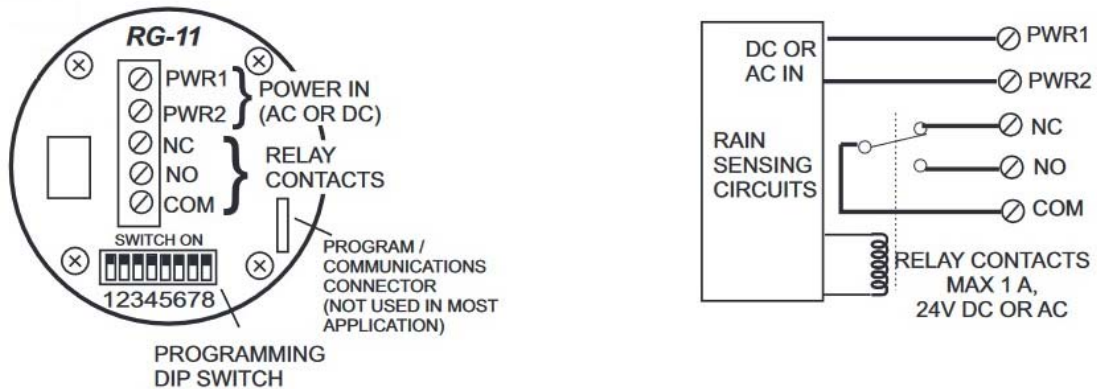 RG-11
PWR1
PWR2
NC
NO
COM
POWER IN
(AC OR DC)
RELAY
CONTACTS
SWITCH ON
12345678
PROGRAM /
COMMUNICATIONS
CONNECTOR
(NOT USED IN MOST
APPLICATION)
PROGRAMMING
DIP SWITCH
DC OR
AC IN
RAIN
SENSING
CIRCUITS
PWR1
PWR2
NC
NO
COM
RELAY CONTACTS
MAX 1 A,
24V DC OR AC